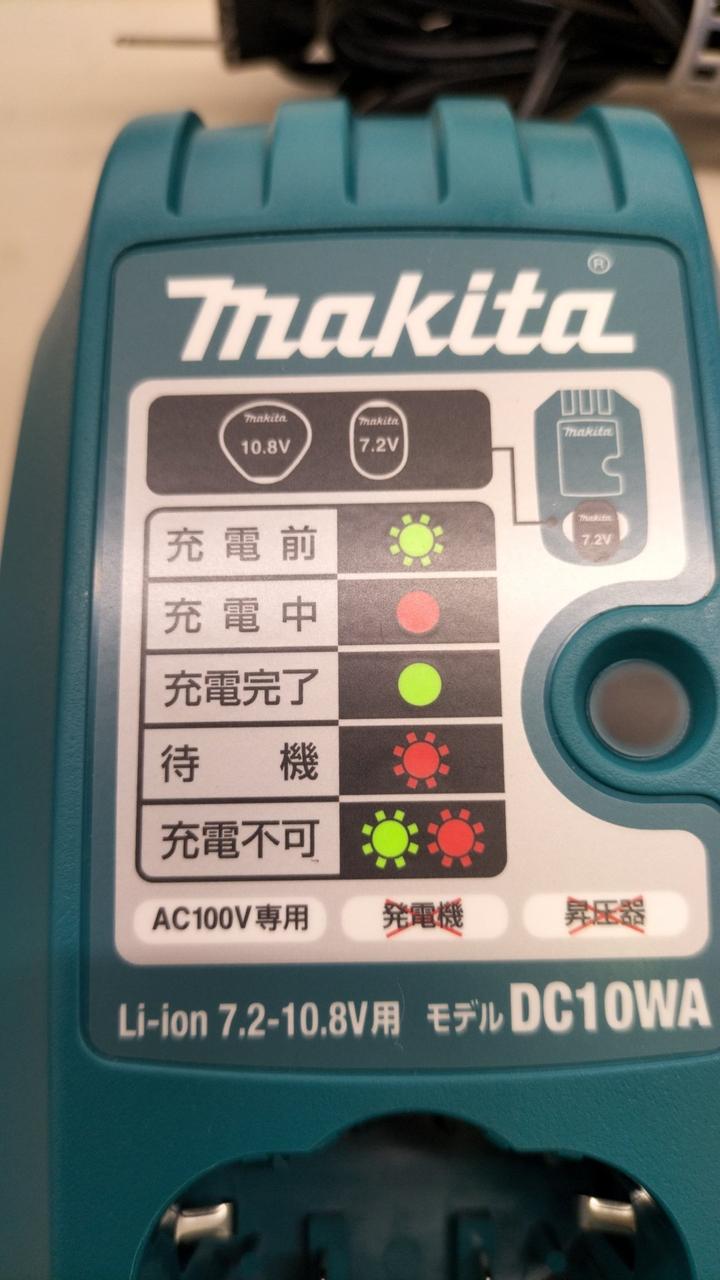 makita®
makita
10.8V
makita
7.2V
makita
makita
7.2V
充電前
充電中
充電完了
待機
充電不可
AC100V専用
発電機
昇圧器
Li-ion 7.2-10.8V用 モデル DC10WA